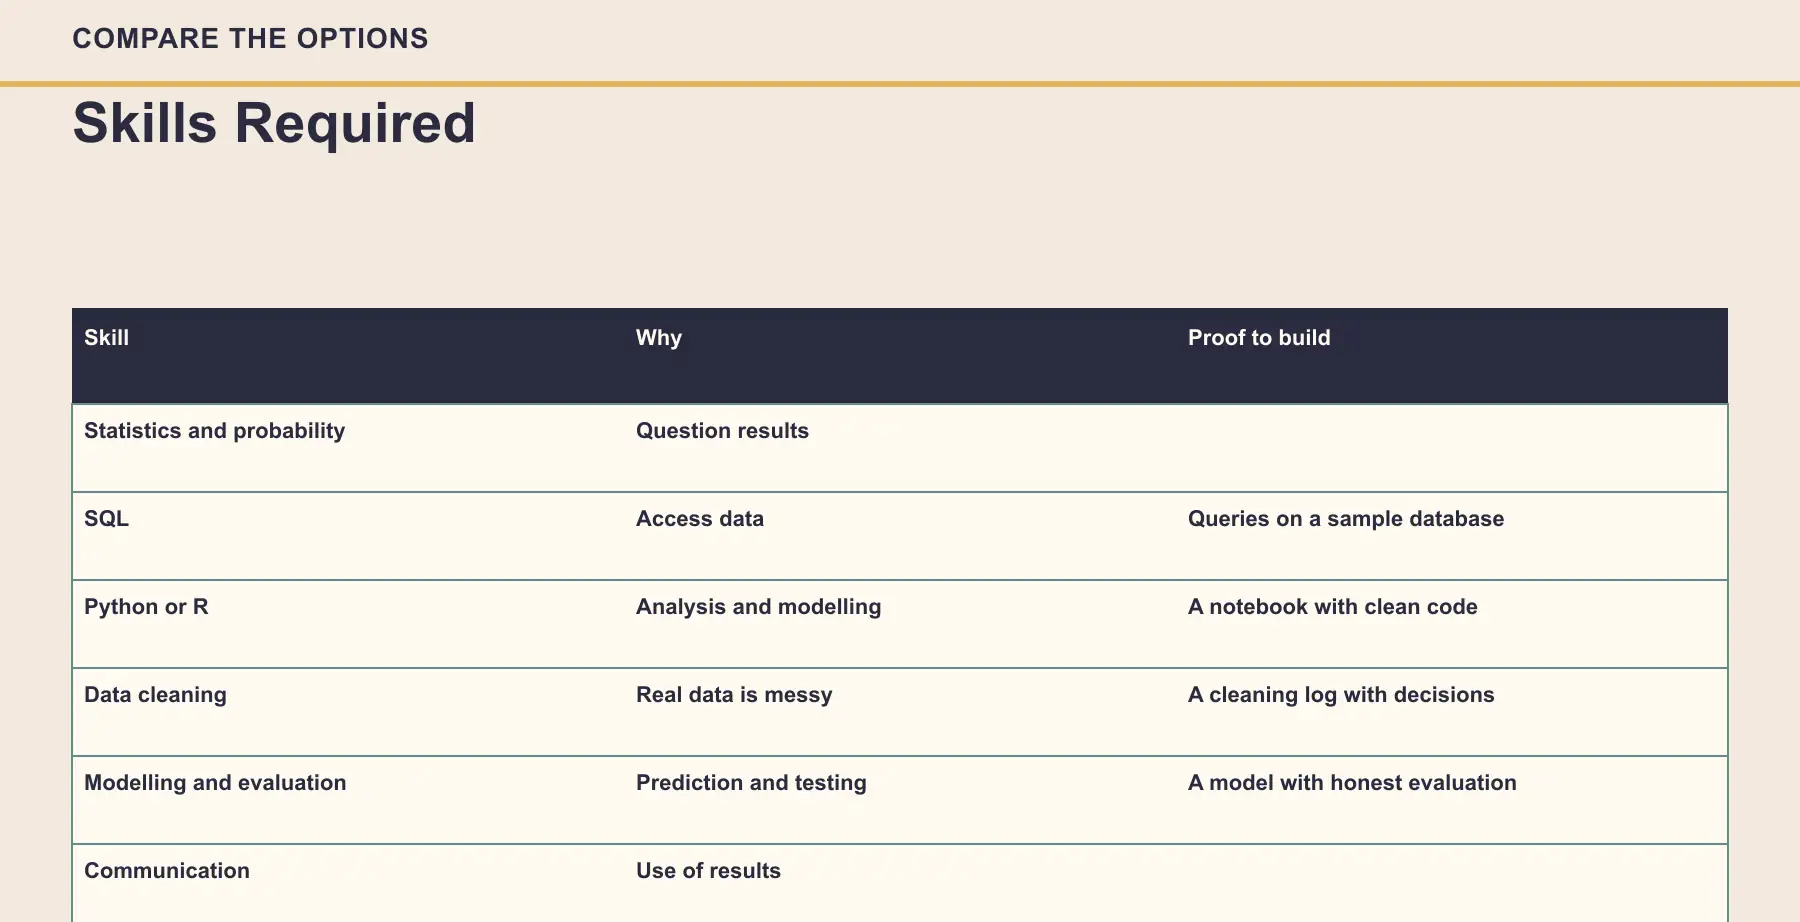 COMPARE THE OPTIONS
Skills Required
Skill Why Proof to build
Statistics and probability Question results
SQL Access data Queries on a sample database
Python or R Analysis and modelling A notebook with clean code
Data cleaning Real data is messy A cleaning log with decisions
Modelling and evaluation Prediction and testing A model with honest evaluation
Communication Use of results